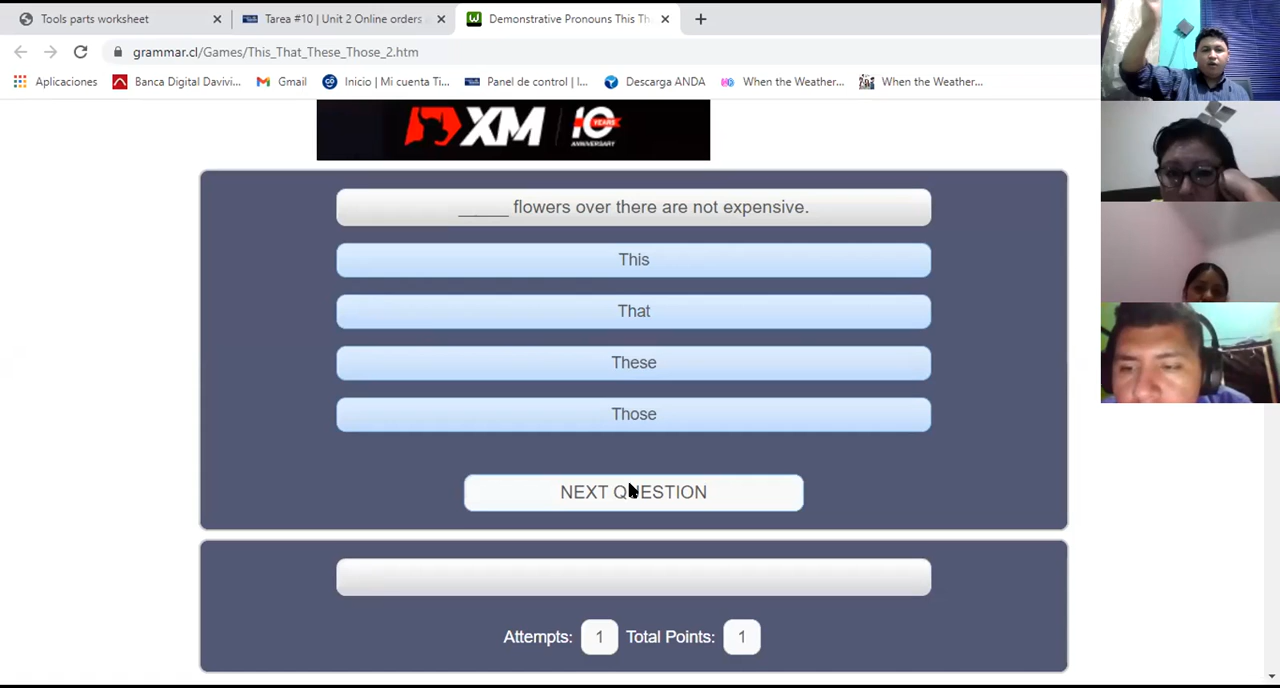 Tools parts worksheet
Tarea #10 | Unit 2 Online orders
Demonstrative Pronouns This Th
grammar.cl/Games/This_That_These_Those_2.htm
Aplicaciones
Banca Digital Davivi...
Gmail
Inicio | Mi cuenta Ti...
Panel de control | I...
Descarga ANDA
When the Weather...
When the Weather...
XM
10
YEARS
ANNIVERSARY
______ flowers over there are not expensive.
This
That
These
Those
NEXT QUESTION
Attempts: 1 Total Points: 1